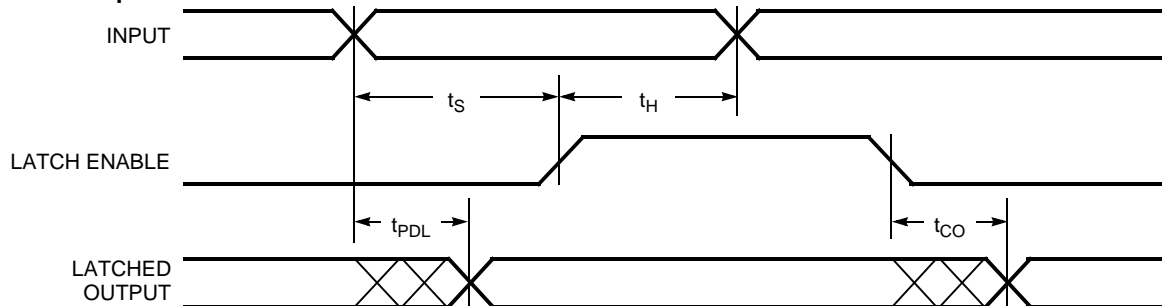 INPUT
tS
tH
LATCH ENABLE
tPDL
tCO
LATCHED
OUTPUT